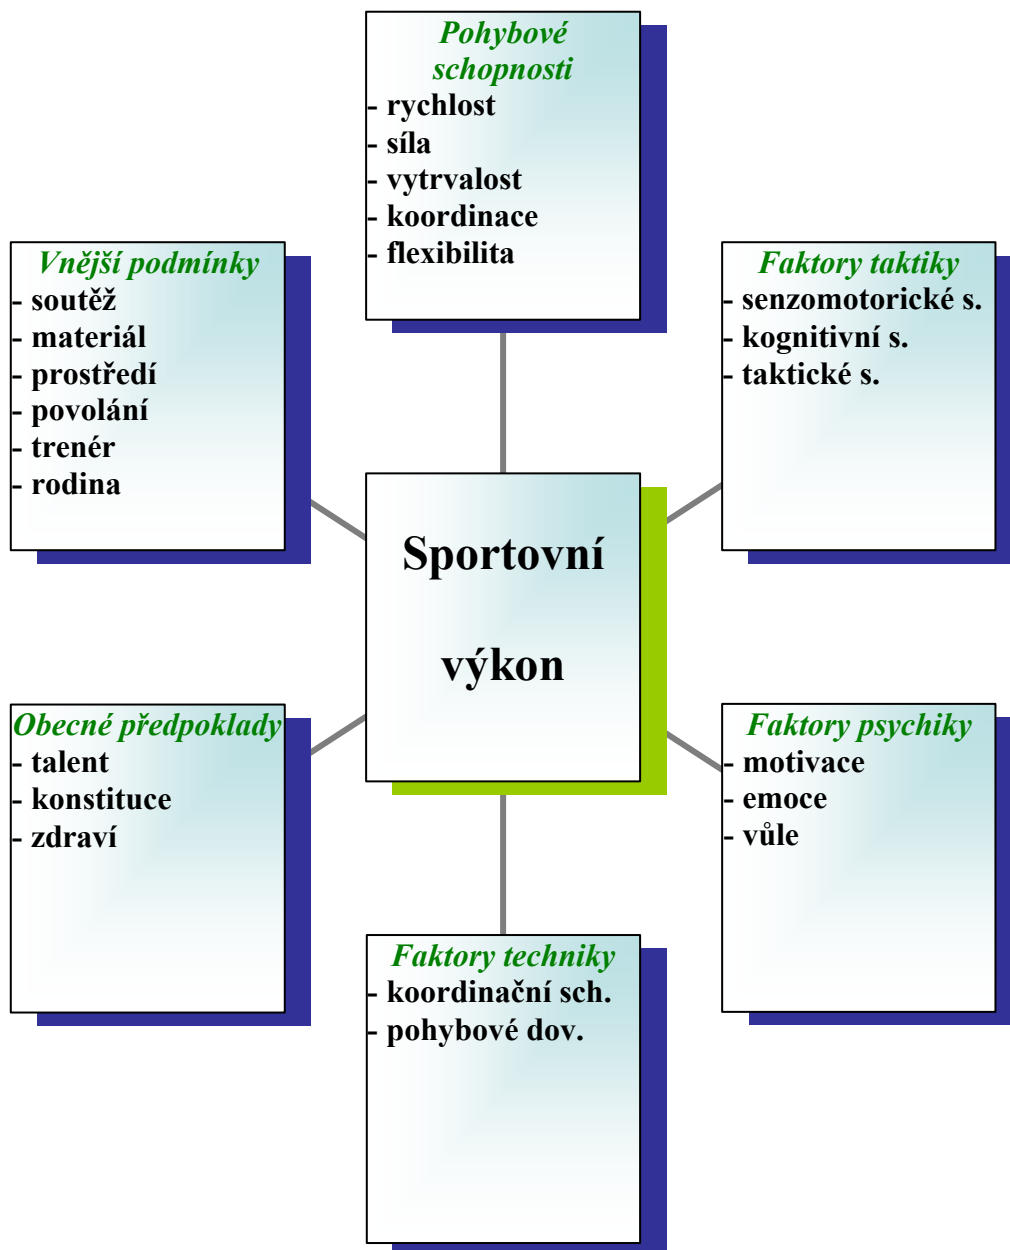 Pohybové
schopnosti
- rychlost
- síla
- vytrvalost
- koordinace
- flexibilita
Vnější podmínky
- soutěž
- materiál
- prostředí
- povolání
- trenér
- rodina
Faktory taktiky
- senzomotorické s.
- kognitivní s.
- taktické s.
Sportovní
výkon
Obecné předpoklady
- talent
- konstituce
- zdraví
Faktory psychiky
- motivace
- emoce
- vůle
Faktory techniky
- koordinační sch.
- pohybové dov.